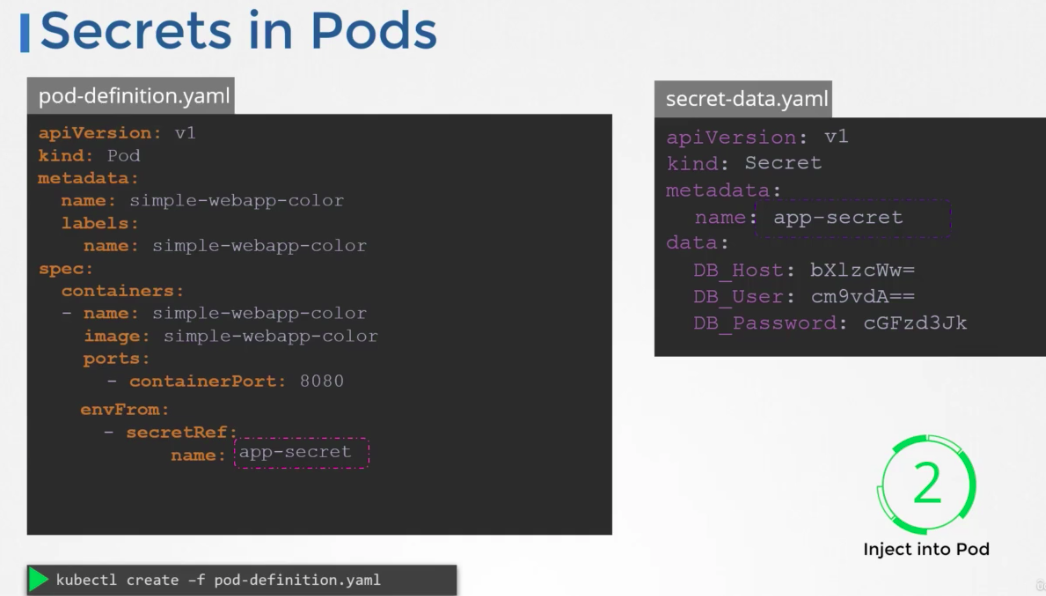 Secrets in Pods
pod-definition.yaml
apiVersion: v1
kind: Pod
metadata:
  name: simple-webapp-color
  labels:
    name: simple-webapp-color
spec:
  containers:
  - name: simple-webapp-color
    image: simple-webapp-color
    ports:
      - containerPort: 8080
    envFrom:
      - secretRef:
            name: app-secret
secret-data.yaml
apiVersion: v1
kind: Secret
metadata:
  name: app-secret
data:
  DB_Host: bXlzcWw=
  DB_User: cm9vdA==
  DB_Password: cGFzd3Jk
2
Inject into Pod
kubectl create –f pod-definition.yaml